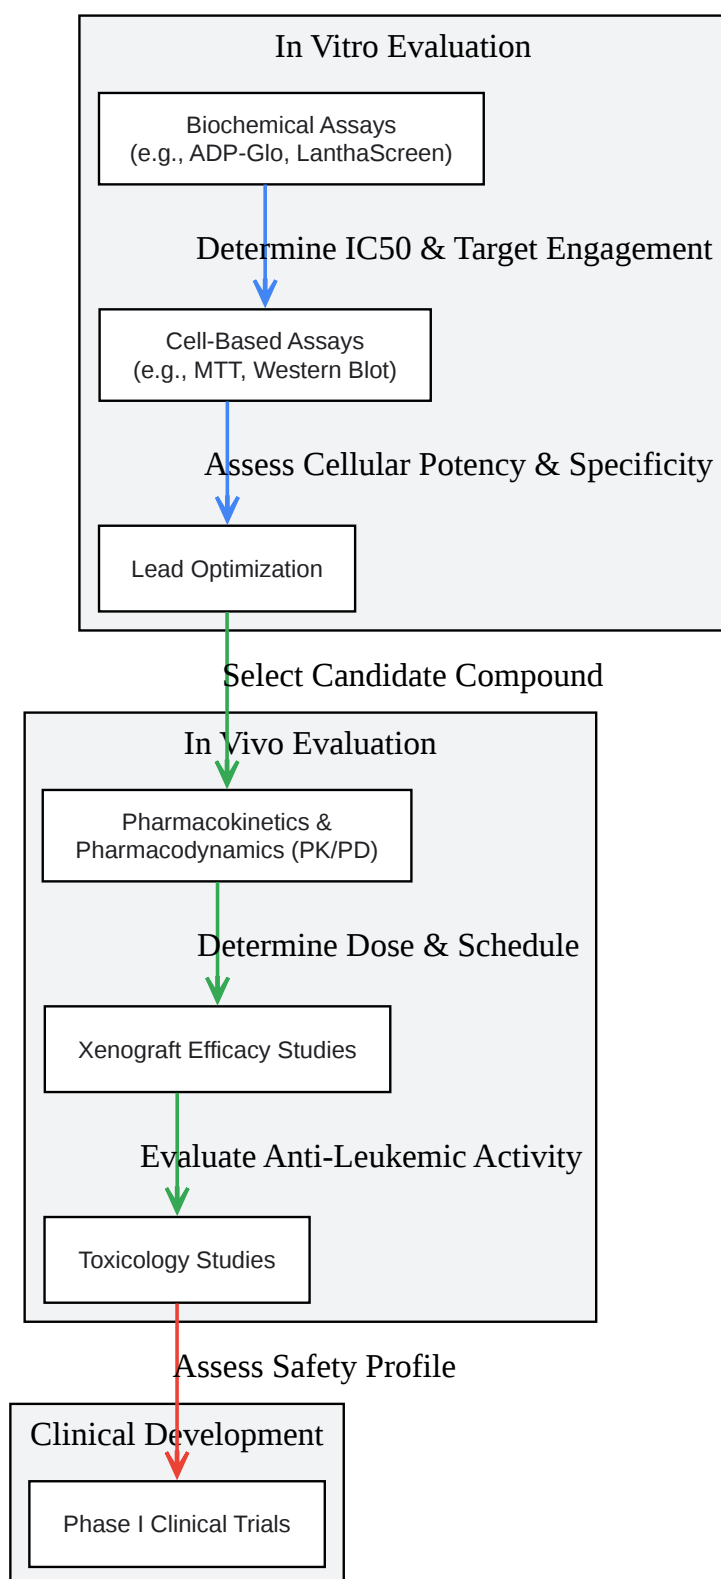 In Vitro Evaluation
Biochemical Assays
(e.g., ADP-Glo, LanthaScreen)
Determine IC50 & Target Engagement
Cell-Based Assays
(e.g., MTT, Western Blot)
Assess Cellular Potency & Specificity
Lead Optimization
Select Candidate Compound
In Vivo Evaluation
Pharmacokinetics &
Pharmacodynamics (PK/PD)
Determine Dose & Schedule
Xenograft Efficacy Studies
Evaluate Anti-Leukemic Activity
Toxicology Studies
Assess Safety Profile
Clinical Development
Phase I Clinical Trials